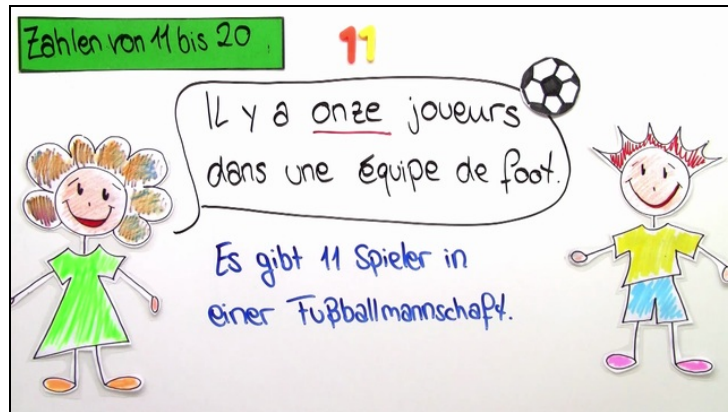 Zahlen von 11 bis 20
11
Il y a onze joueurs
dans une équipe de foot.
Es gibt 11 Spieler in
einer Fußballmannschaft.